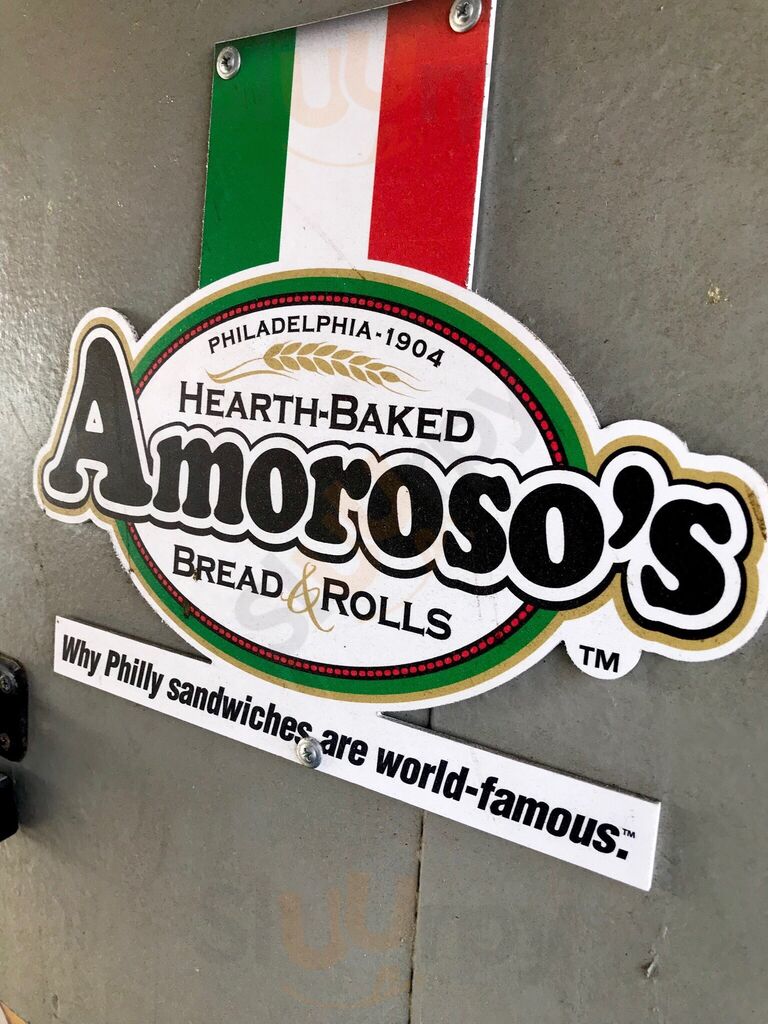 PHILADELPHIA-1904
HEARTH-BAKED
Amoroso's
BREAD & ROLLS
TM
Why Philly sandwiches are world-famous.™